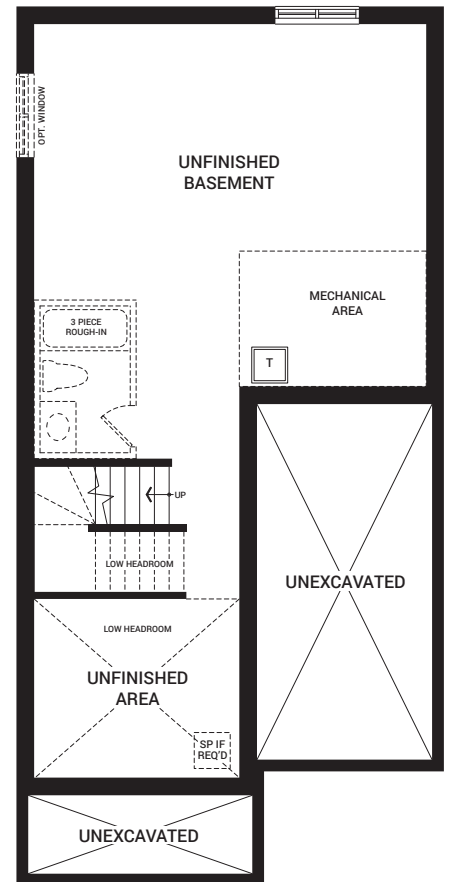 OPT. WINDOW
UNFINISHED
BASEMENT
MECHANICAL
AREA
3 PIECE
ROUGH-IN
T
UP
LOW HEADROOM
UNEXCAVATED
LOW HEADROOM
UNFINISHED
AREA
SP IF
REQ'D
UNEXCAVATED